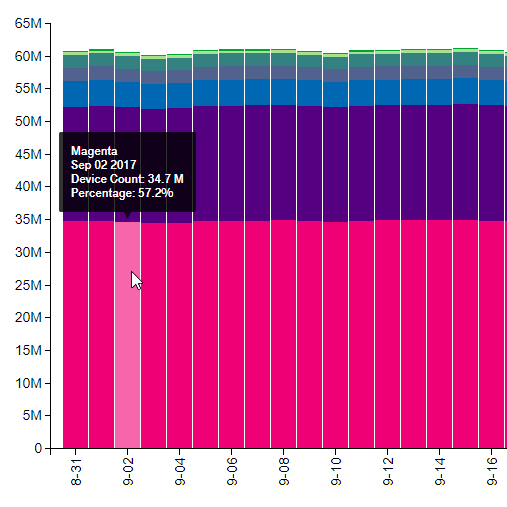 65M
60M
55M
50M
45M
40M
35M
30M
25M
20M
15M
10M
5M
0
Magenta
Sep 02 2017
Device Count: 34.7 M
Percentage: 57.2%
8-31
9-02
9-04
9-06
9-08
9-10
9-12
9-14
9-16